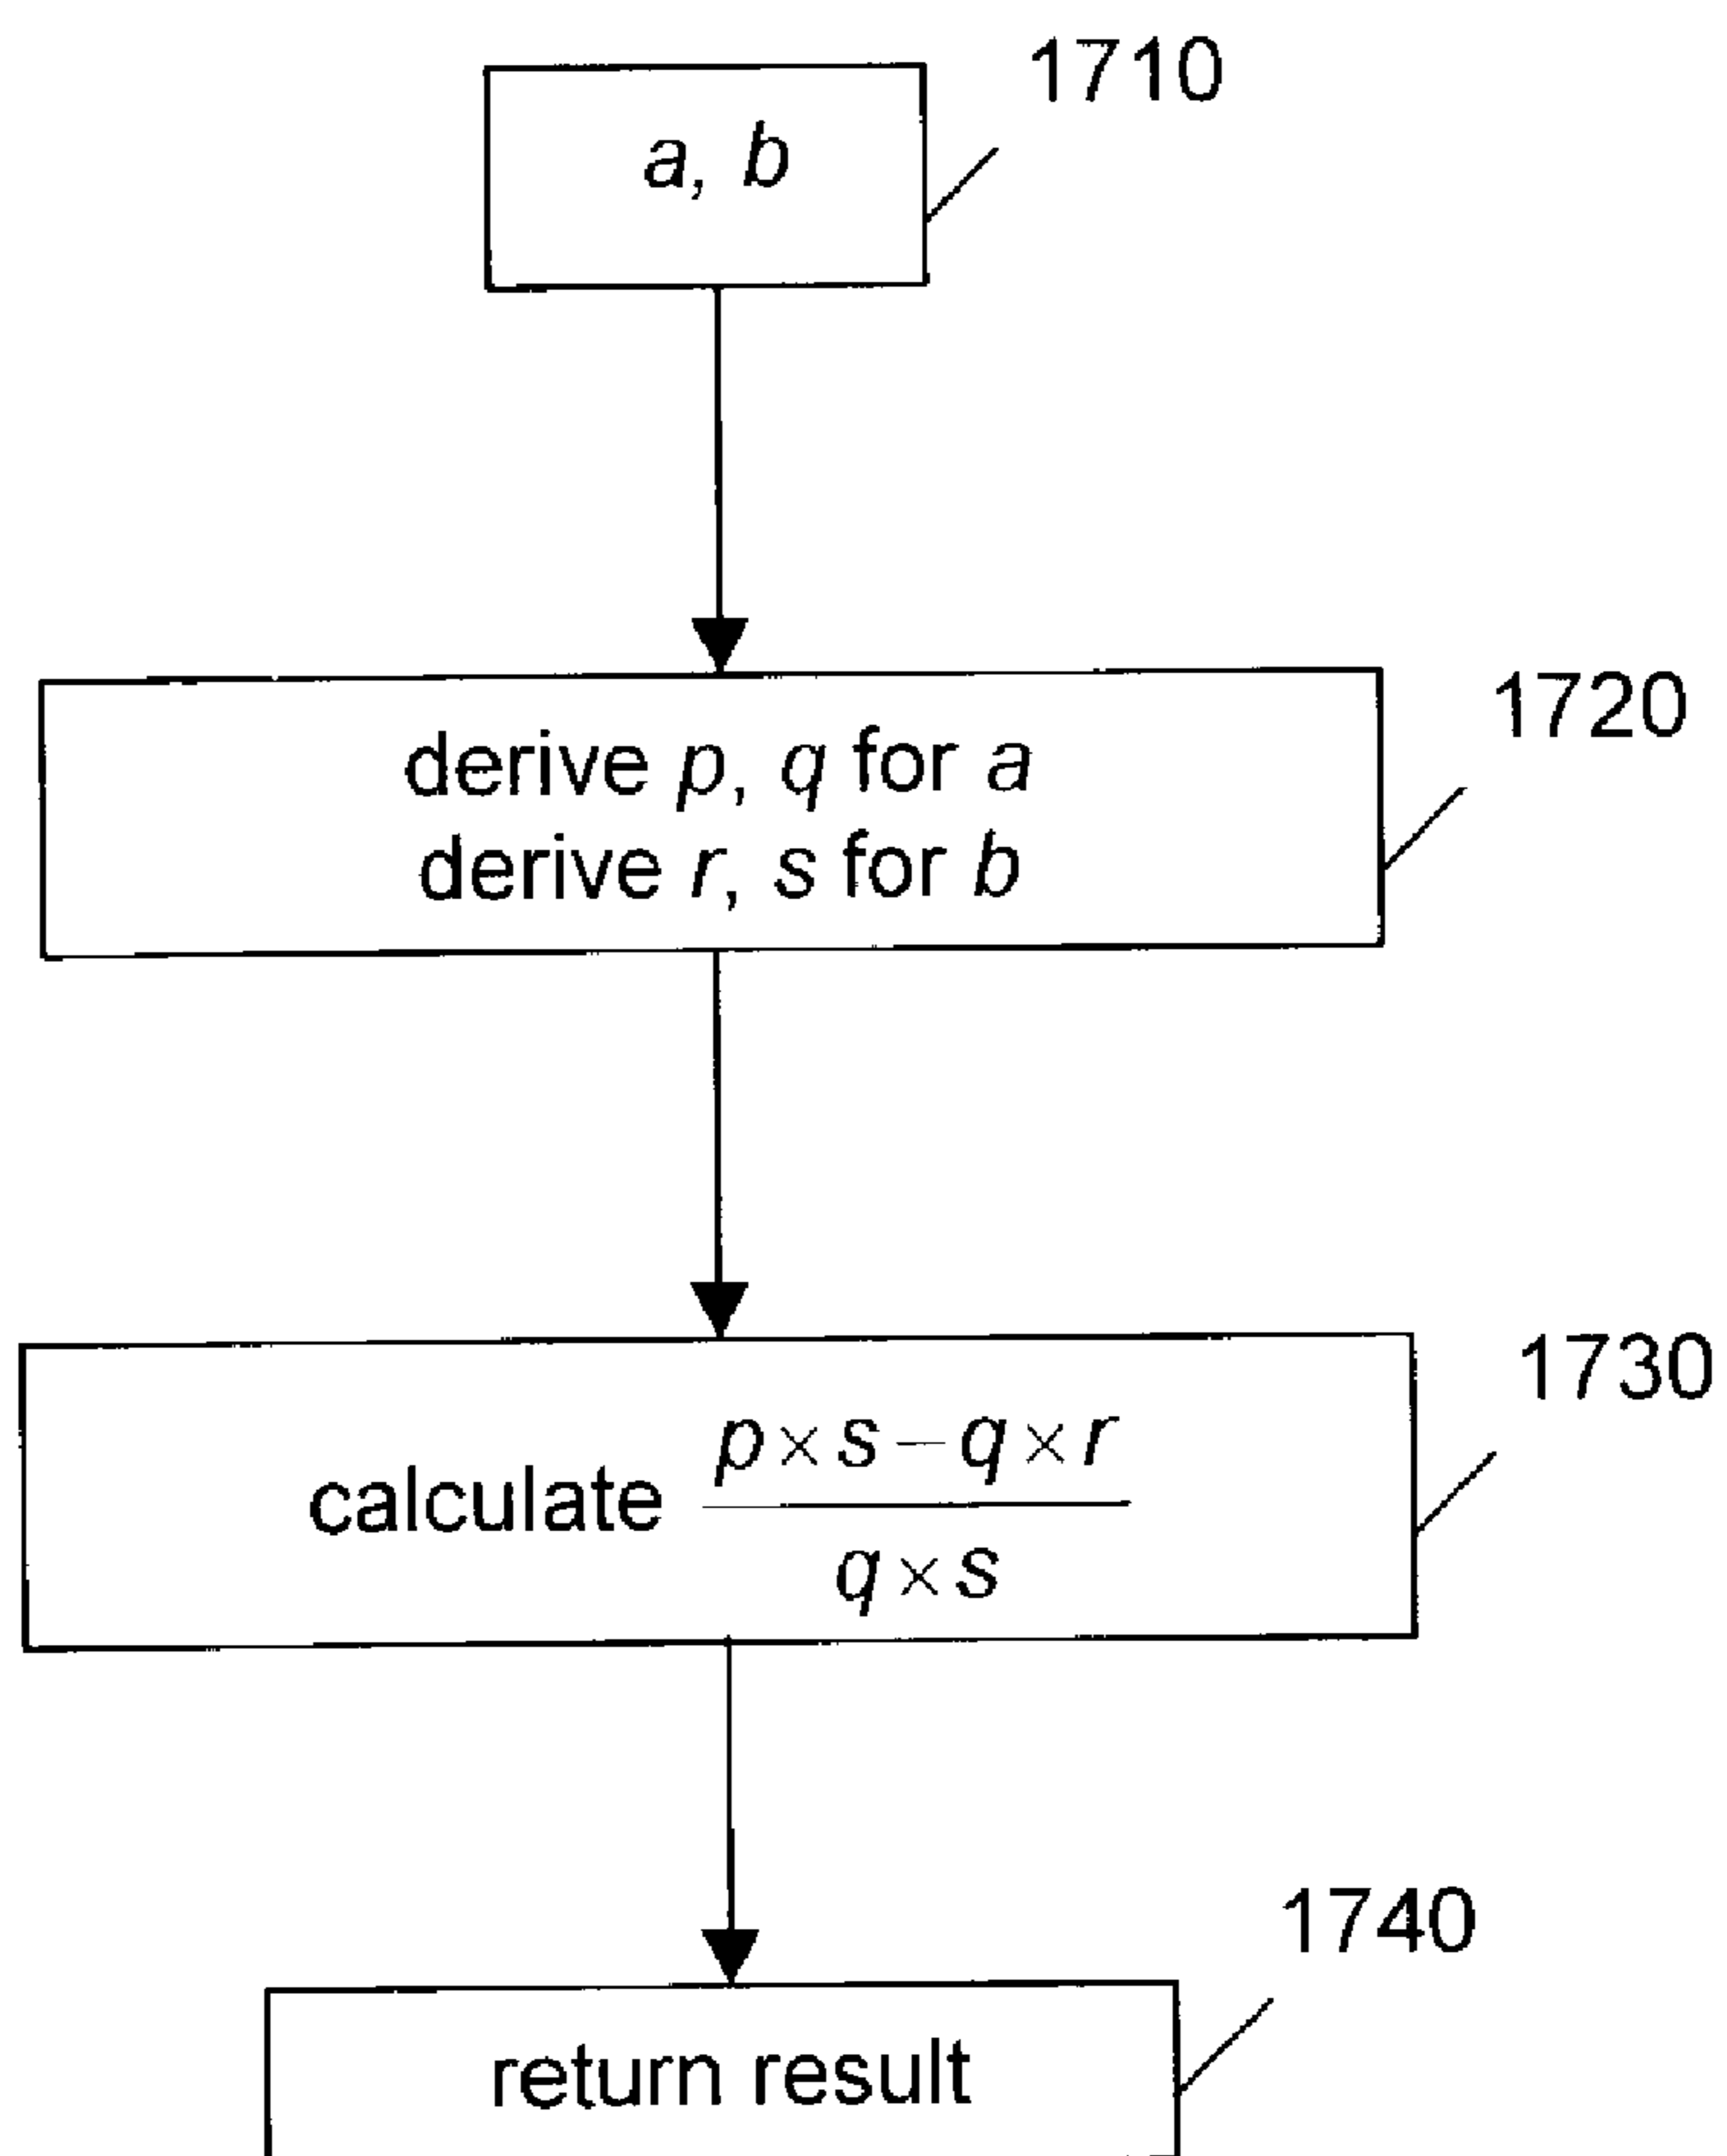 1710
a, b
1720
derive p, q for a
derive r, s for b
1730
calculate
p × s – q × r
q × s
1740
return result